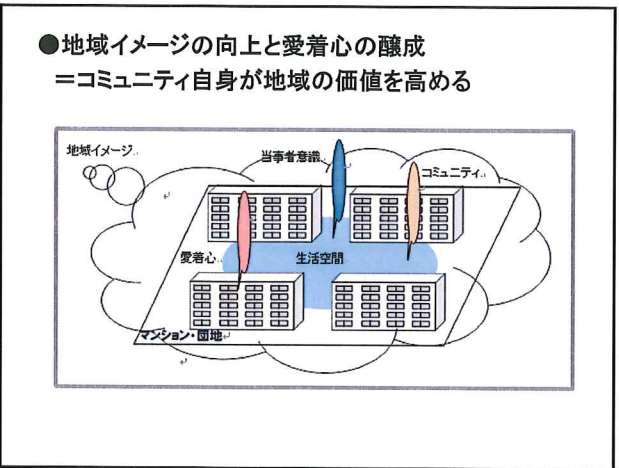 ●地域イメージの向上と愛着心の醸成
＝コミュニティ自身が地域の価値を高める
地域イメージ
当事者意識
コミュニティ
愛着心
生活空間
マンション・団地